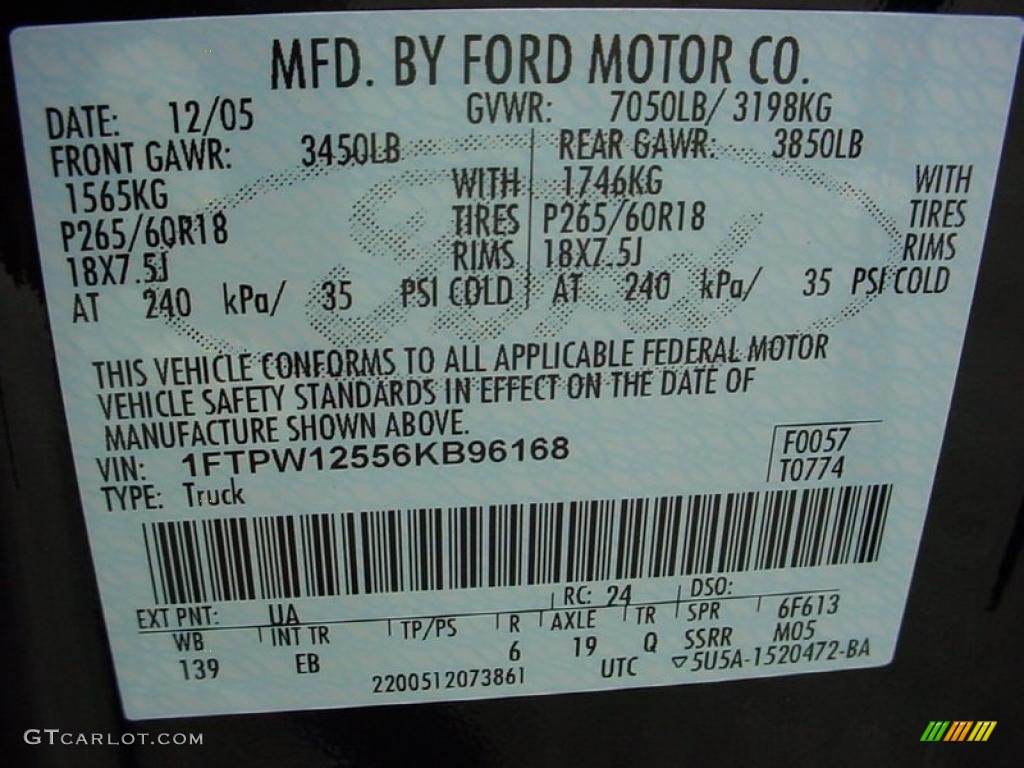 MFD. BY FORD MOTOR CO.
DATE: 12/05 GVWR: 7050LB/ 3198KG
FRONT GAWR: 3450LB REAR GAWR: 3850LB
1565KG WITH 1746KG WITH
P265/60R18 TIRES P265/60R18 TIRES
18X7.5J RIMS 18X7.5J RIMS
AT 240 kPa/ 35 PSI COLD AT 240 kPa/ 35 PSI COLD
THIS VEHICLE CONFORMS TO ALL APPLICABLE FEDERAL MOTOR
VEHICLE SAFETY STANDARDS IN EFFECT ON THE DATE OF
MANUFACTURE SHOWN ABOVE.
VIN: 1FTPW12556KB96168 F0057
TYPE: Truck T0774
EXT PNT: UA RC: 24 DSO:
WB INT TR TP/PS R AXLE TR SPR 6F613
139 EB 6 19 Q SSRR M05
2200512073861 UTC ▽5U5A-1520472-BA
GTCARLOT.COM